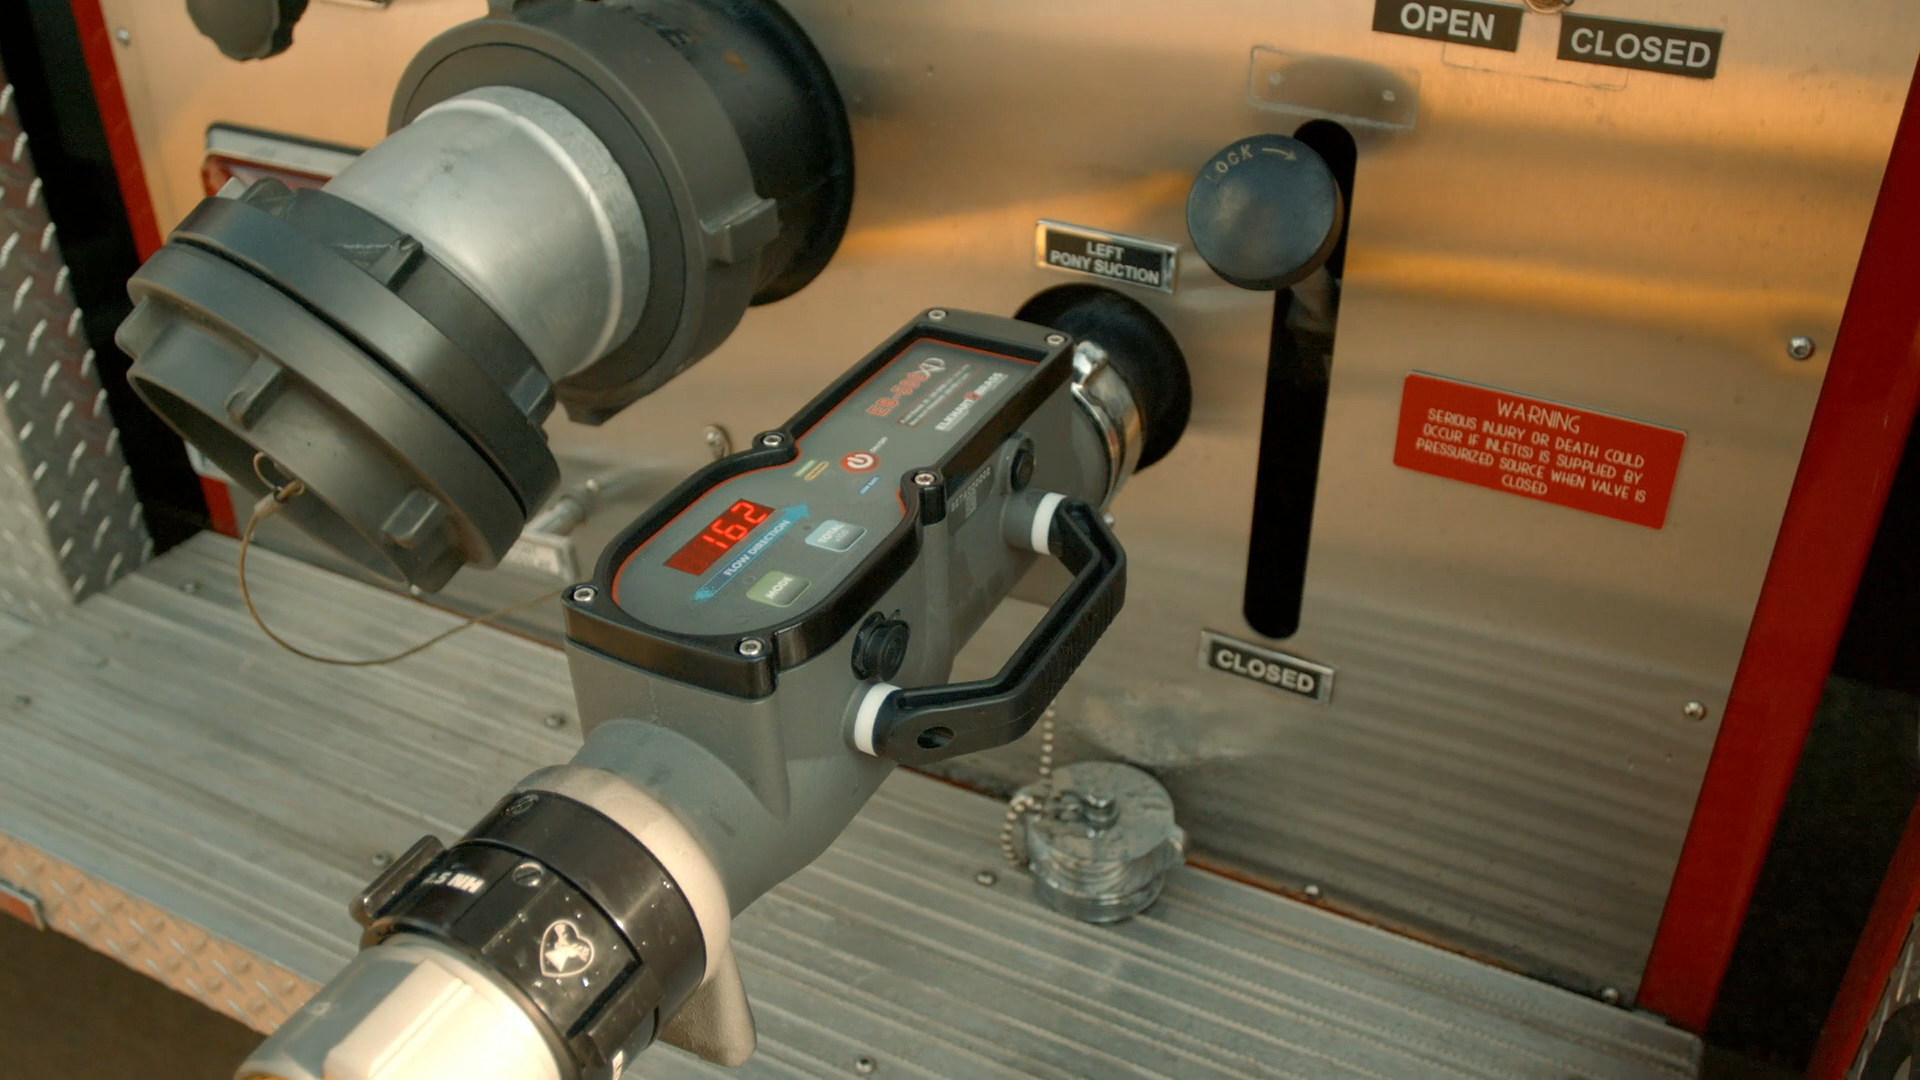 OPEN
CLOSED
LOCK
LEFT
PONY SUCTION
WARNING
SERIOUS INJURY OR DEATH COULD
OCCUR IF INLET(S) IS SUPPLIED BY
PRESSURIZED SOURCE WHEN VALVE IS
CLOSED
ELKHART BRASS
162
FLOW DIRECTION
TOTAL
MODE
CLOSED